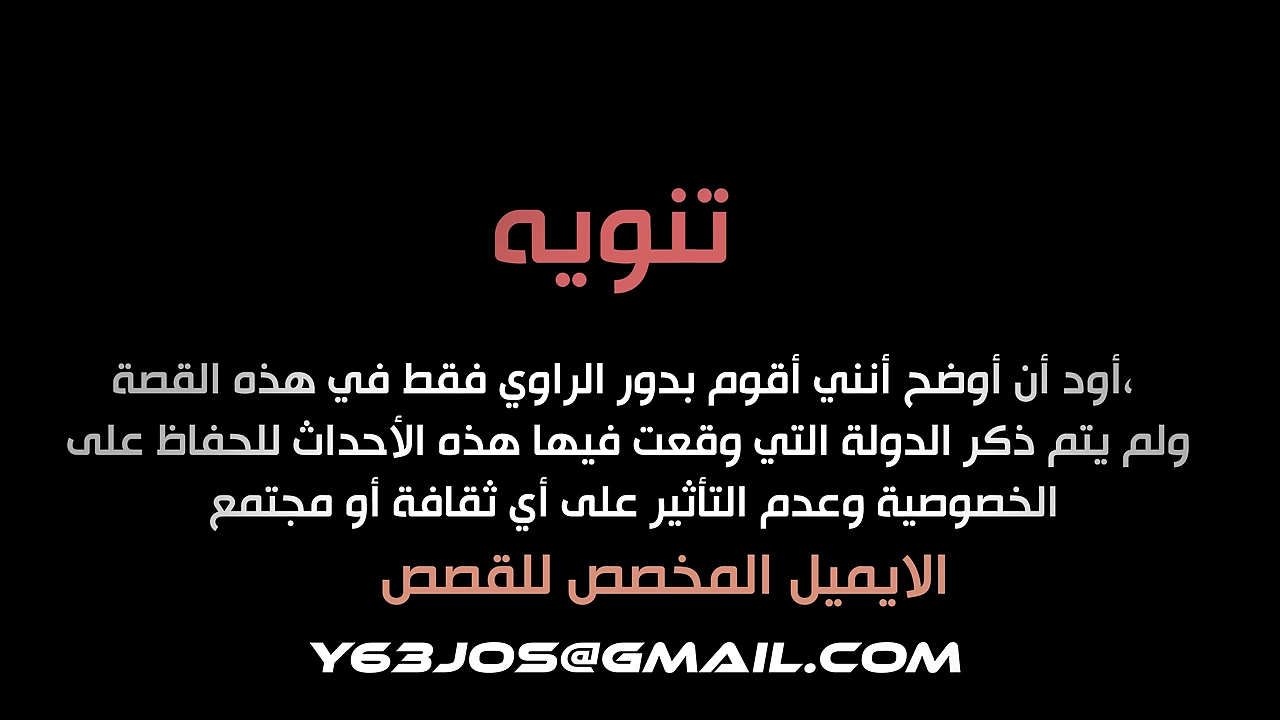 تنويه
أود أن أوضح أنني أقوم بدور الراوي فقط في هذه القصة،
ولم يتم ذكر الدولة التي وقعت فيها هذه الأحداث للحفاظ على
الخصوصية وعدم التأثير على أي ثقافة أو مجتمع
الايميل المخصص للقصص
Y63JOS@GMAIL.COM